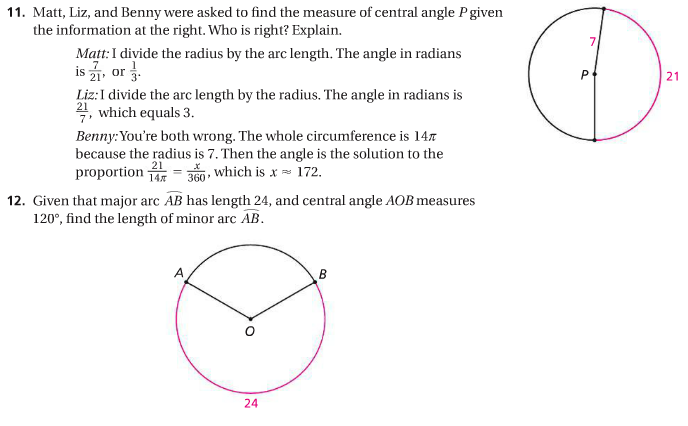 11. Matt, Liz, and Benny were asked to find the measure of central angle P given
the information at the right. Who is right? Explain.
Matt: I divide the radius by the arc length. The angle in radians
is 7/21, or 1/3.
Liz: I divide the arc length by the radius. The angle in radians is
21/7, which equals 3.
Benny: You're both wrong. The whole circumference is 14π
because the radius is 7. Then the angle is the solution to the
proportion 21/14π = x/360, which is x ≈ 172.
7
P
21
12. Given that major arc AB has length 24, and central angle AOB measures
120°, find the length of minor arc AB.
A
B
O
24